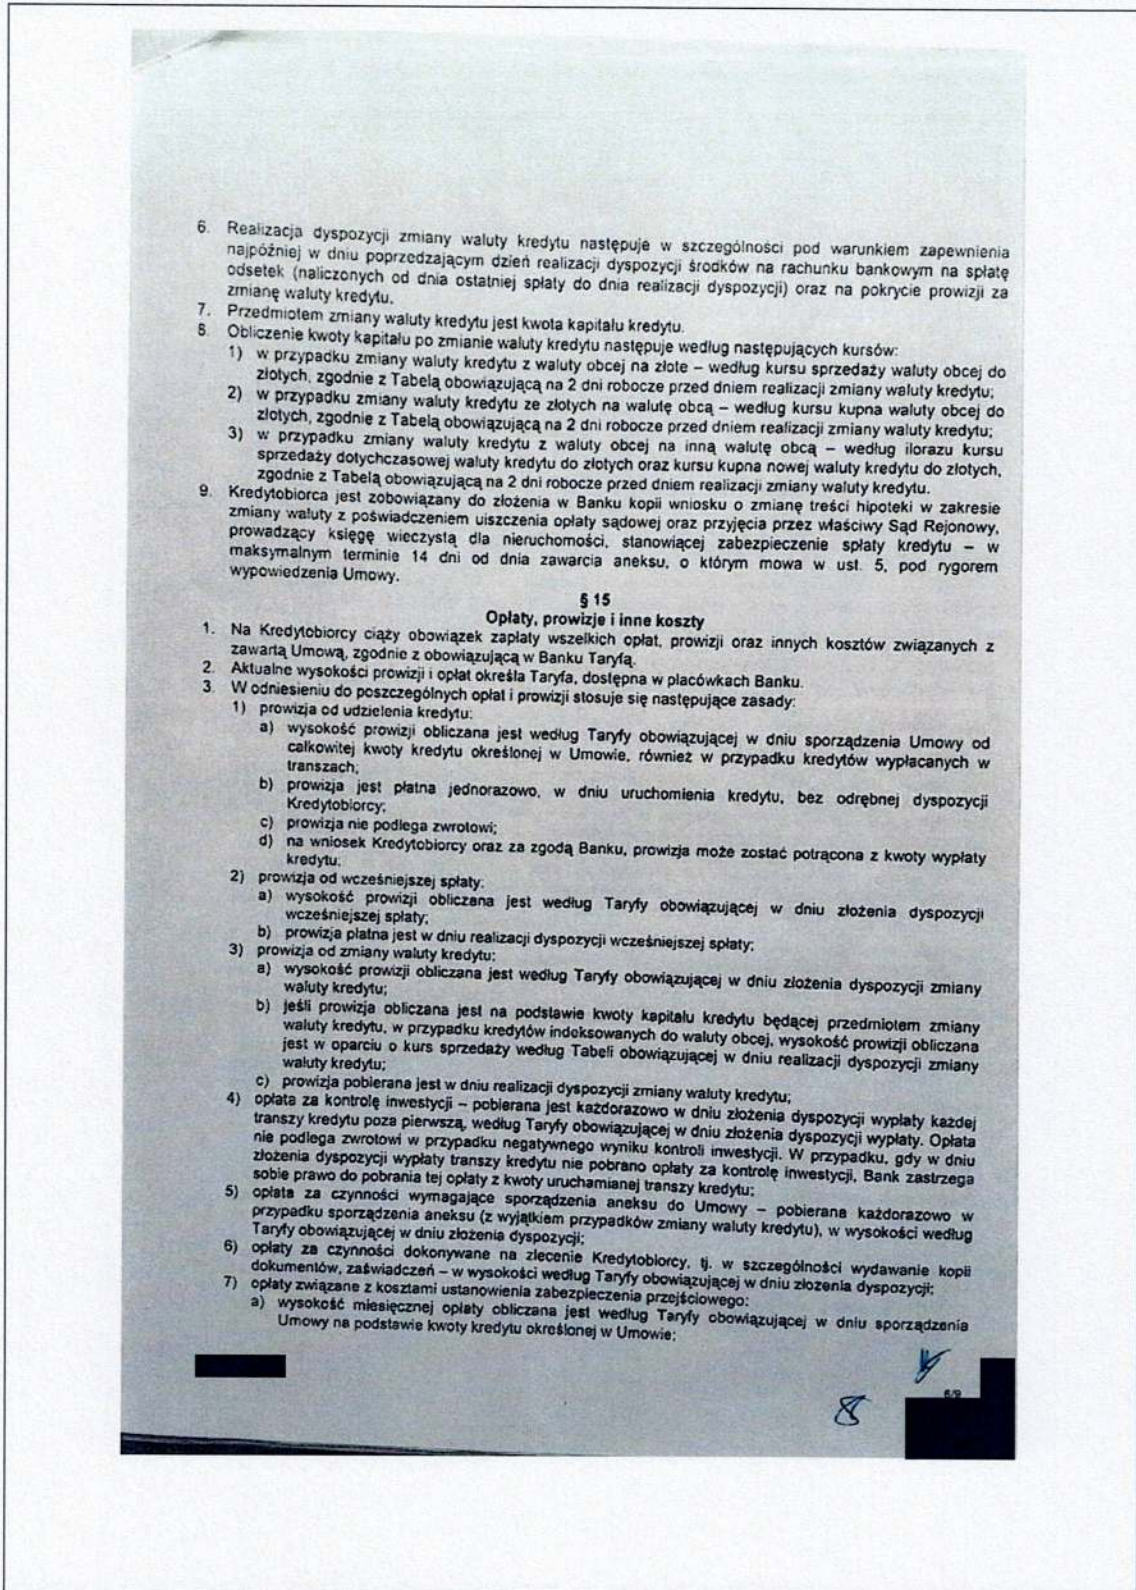 6. Realizacja dyspozycji zmiany waluty kredytu następuje w szczególności pod warunkiem zapewnienia
najpóźniej w dniu poprzedzającym dzień realizacji dyspozycji środków na rachunku bankowym na spłatę
odsetek (naliczonych od dnia ostatniej spłaty do dnia realizacji dyspozycji) oraz na pokrycie prowizji za
zmianę waluty kredytu.
7. Przedmiotem zmiany waluty kredytu jest kwota kapitału kredytu.
8. Obliczenie kwoty kapitału po zmianie waluty kredytu następuje według następujących kursów:
1) w przypadku zmiany waluty kredytu z waluty obcej na złote – według kursu sprzedaży waluty obcej do
złotych, zgodnie z Tabelą obowiązującą na 2 dni robocze przed dniem realizacji zmiany waluty kredytu;
2) w przypadku zmiany waluty kredytu ze złotych na walutę obcą – według kursu kupna waluty obcej do
złotych, zgodnie z Tabelą obowiązującą na 2 dni robocze przed dniem realizacji zmiany waluty kredytu;
3) w przypadku zmiany waluty kredytu z waluty obcej na inną walutę obcą – według ilorazu kursu
sprzedaży dotychczasowej waluty kredytu do złotych oraz kursu kupna nowej waluty kredytu do złotych,
zgodnie z Tabelą obowiązującą na 2 dni robocze przed dniem realizacji zmiany waluty kredytu.
9. Kredytobiorca jest zobowiązany do złożenia w Banku kopii wniosku o zmianę treści hipoteki w zakresie
zmiany waluty z poświadczeniem uiszczenia opłaty sądowej oraz przyjęcia przez właściwy Sąd Rejonowy,
prowadzący księgę wieczystą dla nieruchomości, stanowiącej zabezpieczenie spłaty kredytu – w
maksymalnym terminie 14 dni od dnia zawarcia aneksu, o którym mowa w ust. 5, pod rygorem
wypowiedzenia Umowy.
§ 15
Opłaty, prowizje i inne koszty
1. Na Kredytobiorcy ciąży obowiązek zapłaty wszelkich opłat, prowizji oraz innych kosztów związanych z
zawartą Umową, zgodnie z obowiązującą w Banku Taryfą.
2. Aktualne wysokości prowizji i opłat określa Taryfa, dostępna w placówkach Banku.
3. W odniesieniu do poszczególnych opłat i prowizji stosuje się następujące zasady:
1) prowizja od udzielenia kredytu:
a) wysokość prowizji obliczana jest według Taryfy obowiązującej w dniu sporządzenia Umowy od
całkowitej kwoty kredytu określonej w Umowie, również w przypadku kredytów wypłacanych w
transzach;
b) prowizja jest płatna jednorazowo, w dniu uruchomienia kredytu, bez odrębnej dyspozycji
Kredytobiorcy;
c) prowizja nie podlega zwrotowi;
d) na wniosek Kredytobiorcy oraz za zgodą Banku, prowizja może zostać potrącona z kwoty wypłaty
kredytu;
2) prowizja od wcześniejszej spłaty:
a) wysokość prowizji obliczana jest według Taryfy obowiązującej w dniu złożenia dyspozycji
wcześniejszej spłaty;
b) prowizja płatna jest w dniu realizacji dyspozycji wcześniejszej spłaty;
3) prowizja od zmiany waluty kredytu:
a) wysokość prowizji obliczana jest według Taryfy obowiązującej w dniu złożenia dyspozycji zmiany
waluty kredytu;
b) jeśli prowizja obliczana jest na podstawie kwoty kapitału kredytu będącej przedmiotem zmiany
waluty kredytu, w przypadku kredytów indeksowanych do waluty obcej, wysokość prowizji obliczana
jest w oparciu o kurs sprzedaży według Tabeli obowiązującej w dniu realizacji dyspozycji zmiany
waluty kredytu;
c) prowizja pobierana jest w dniu realizacji dyspozycji zmiany waluty kredytu;
4) opłata za kontrolę inwestycji – pobierana jest każdorazowo w dniu złożenia dyspozycji wypłaty każdej
transzy kredytu poza pierwszą, według Taryfy obowiązującej w dniu złożenia dyspozycji wypłaty. Opłata
nie podlega zwrotowi w przypadku negatywnego wyniku kontroli inwestycji. W przypadku, gdy w dniu
złożenia dyspozycji wypłaty transzy kredytu nie pobrano opłaty za kontrolę inwestycji, Bank zastrzega
sobie prawo do pobrania tej opłaty z kwoty uruchamianej transzy kredytu;
5) opłata za czynności wymagające sporządzenia aneksu do Umowy – pobierana każdorazowo w
przypadku sporządzenia aneksu (z wyjątkiem przypadków zmiany waluty kredytu), w wysokości według
Taryfy obowiązującej w dniu złożenia dyspozycji;
6) opłaty za czynności dokonywane na zlecenie Kredytobiorcy, tj. w szczególności wydawanie kopii
dokumentów, zaświadczeń – w wysokości według Taryfy obowiązującej w dniu złożenia dyspozycji;
7) opłaty związane z kosztami ustanowienia zabezpieczenia przejściowego:
a) wysokość miesięcznej opłaty obliczana jest według Taryfy obowiązującej w dniu sporządzenia
Umowy na podstawie kwoty kredytu określonej w Umowie;
6/9